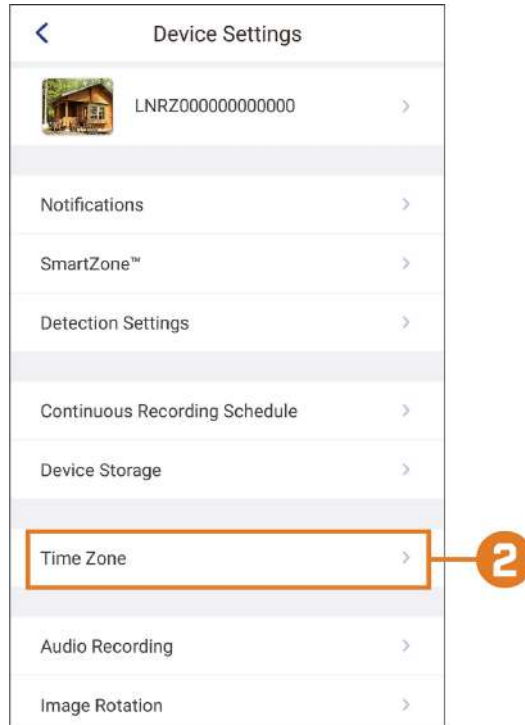 Device Settings
LNRZ000000000000
Notifications
SmartZone™
Detection Settings
Continuous Recording Schedule
Device Storage
Time Zone
2
Audio Recording
Image Rotation